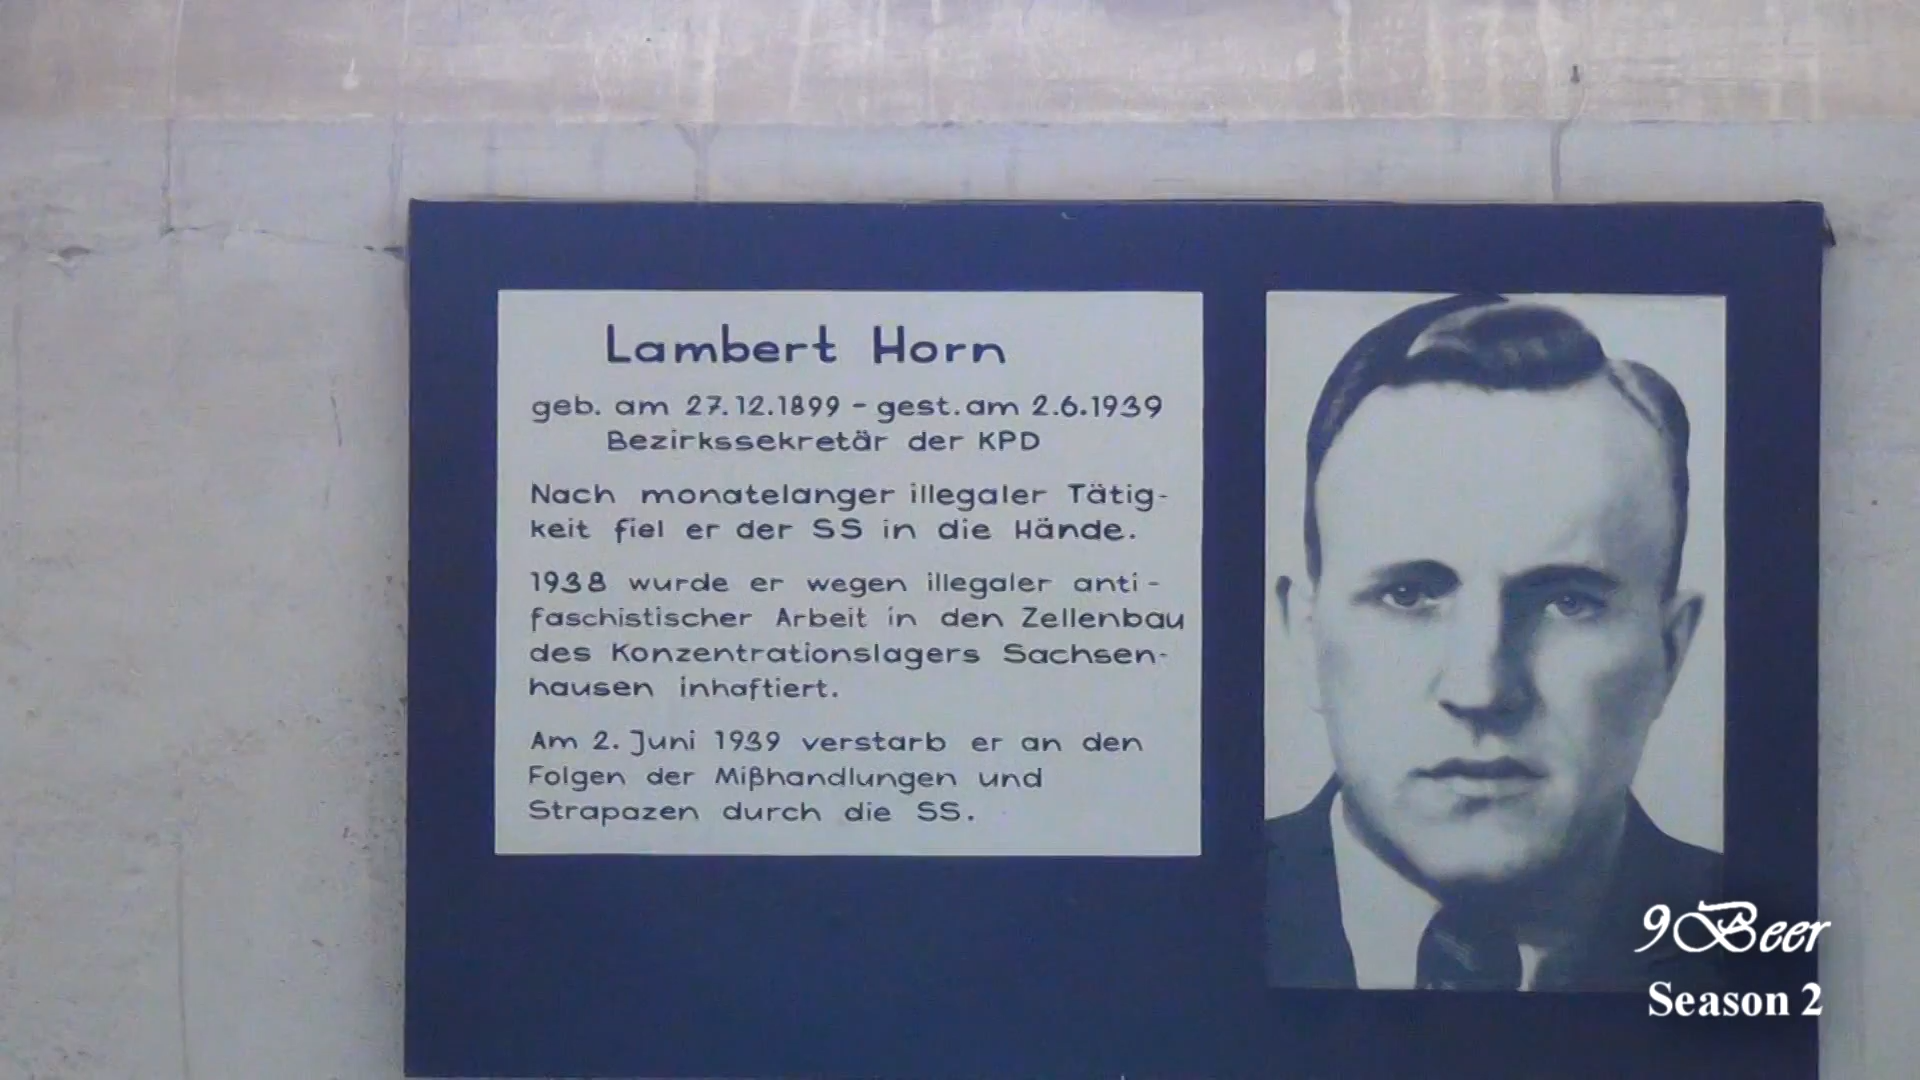 Lambert Horn
geb. am 27.12.1899 - gest. am 2.6.1939
Bezirkssekretär der KPD
Nach monatelanger illegaler Tätig-
keit fiel er der SS in die Hände.
1938 wurde er wegen illegaler anti-
faschistischer Arbeit in den Zellenbau
des Konzentrationslagers Sachsen-
hausen inhaftiert.
Am 2. Juni 1939 verstarb er an den
Folgen der Mißhandlungen und
Strapazen durch die SS.
9Beer
Season 2